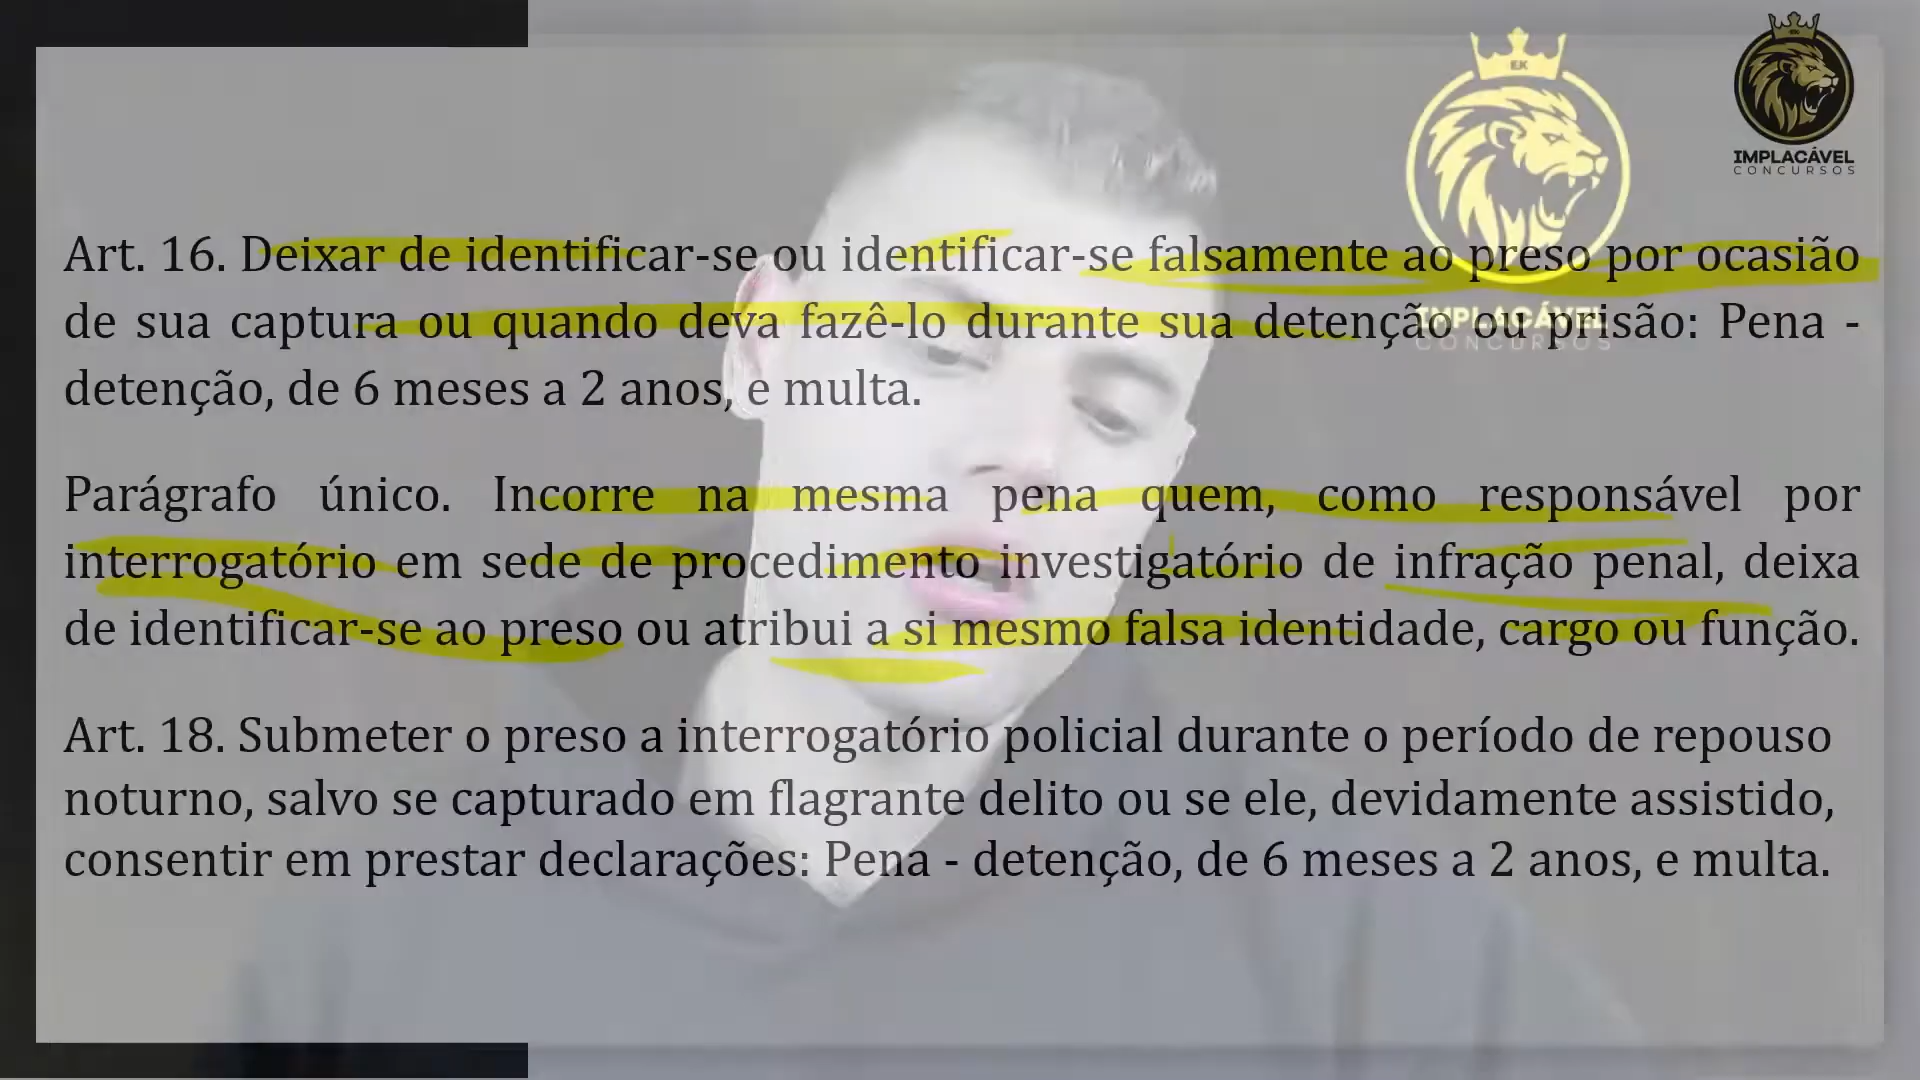 EK
IMPLACÁVEL
CONCURSOS
Art. 16. Deixar de identificar-se ou identificar-se falsamente ao preso por ocasião
de sua captura ou quando deva fazê-lo durante sua detenção ou prisão: Pena -
detenção, de 6 meses a 2 anos, e multa.
IMPLACÁVEL
CONCURSOS
Parágrafo único. Incorre na mesma pena quem, como responsável por
interrogatório em sede de procedimento investigatório de infração penal, deixa
de identificar-se ao preso ou atribui a si mesmo falsa identidade, cargo ou função.
Art. 18. Submeter o preso a interrogatório policial durante o período de repouso
noturno, salvo se capturado em flagrante delito ou se ele, devidamente assistido,
consentir em prestar declarações: Pena - detenção, de 6 meses a 2 anos, e multa.